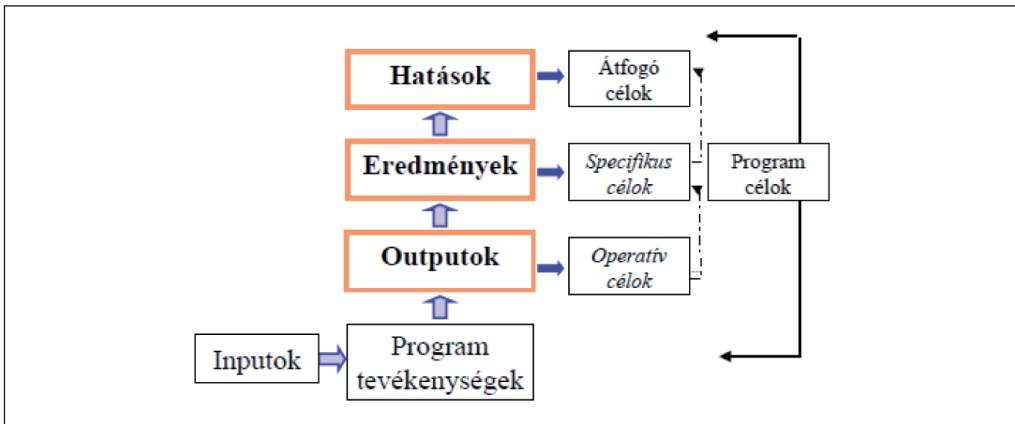 Hatások
Átfogó
célok
Eredmények
Specifikus
célok
Program
célok
Outputok
Operatív
célok
Inputok
Program
tevékenységek